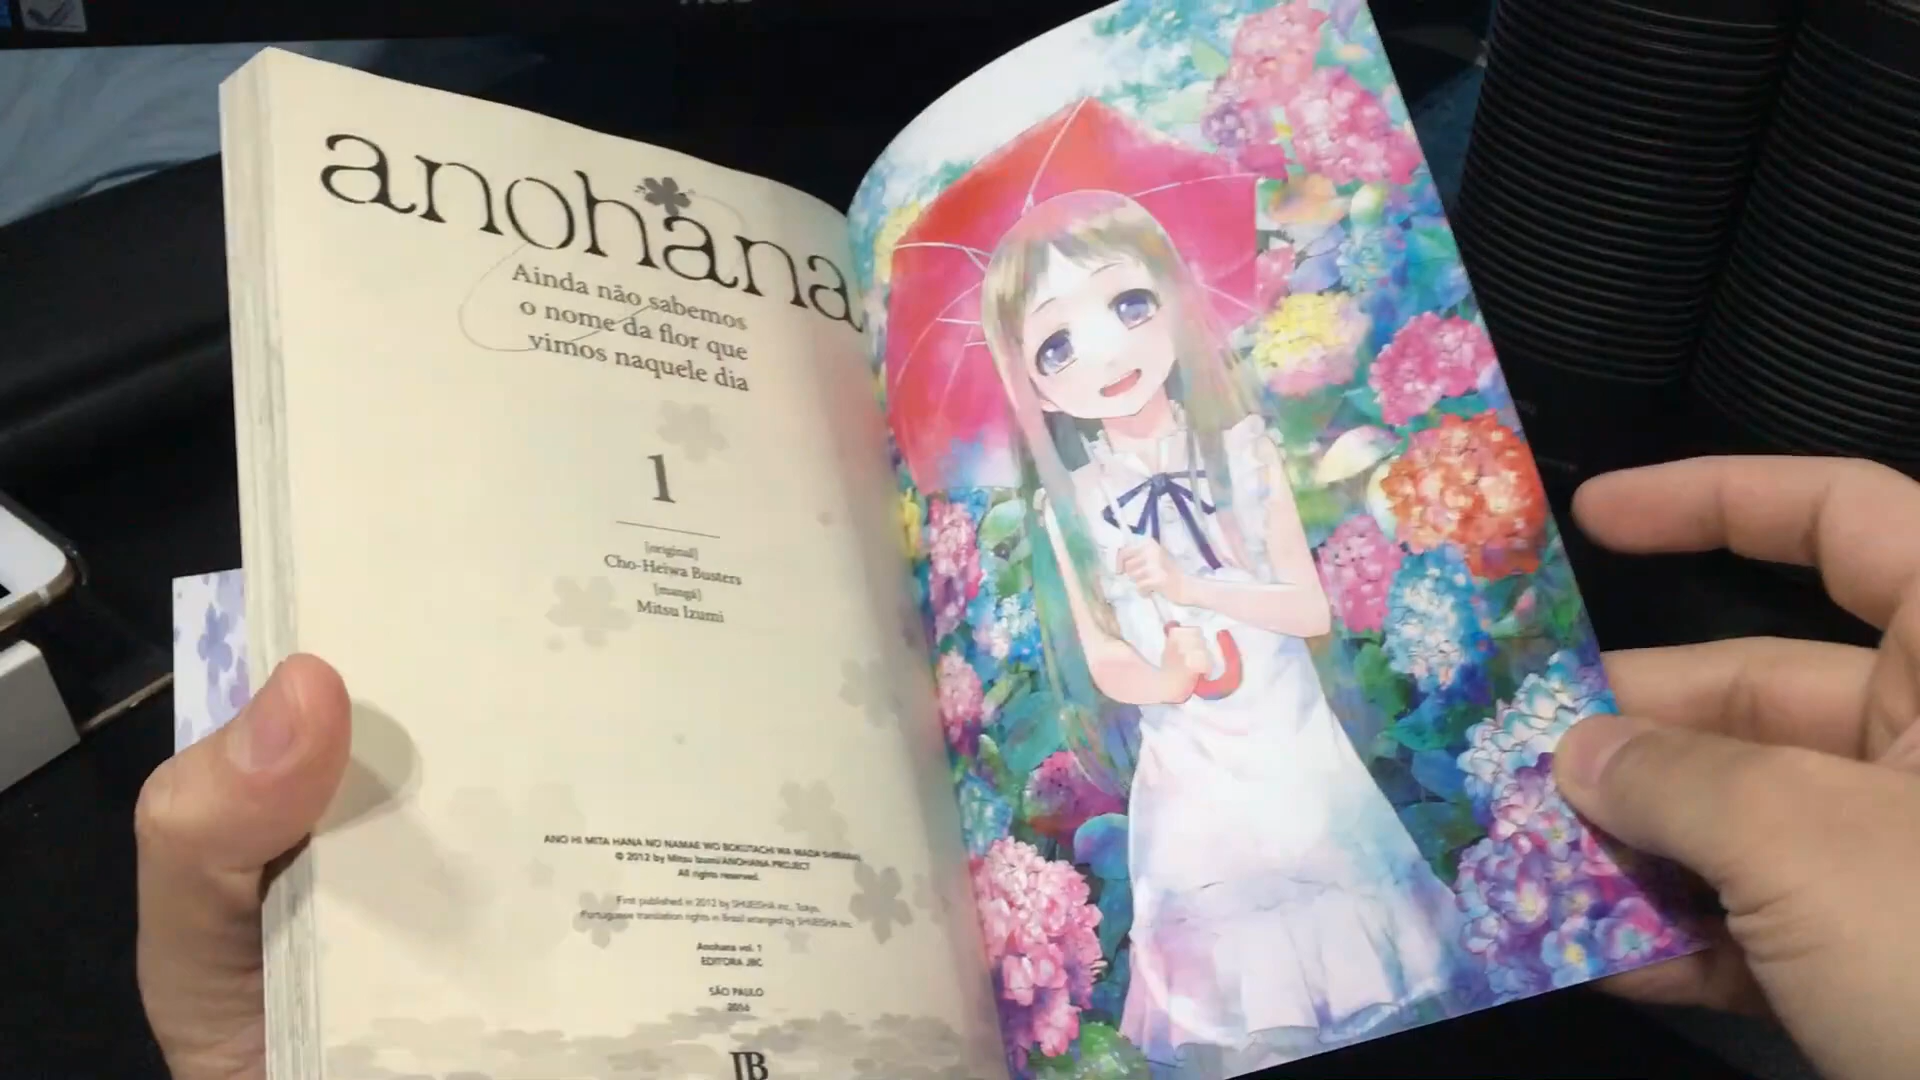 anohana
Ainda não sabemos
o nome da flor que
vimos naquele dia
1
[original]
Cho-Heiwa Busters
[mangá]
Mitsu Izumi
ANO HI MITA HANA NO NAMAE WO BOKUTACHI WA MADA SHIRANAI
© 2012 by Mitsu Izumi/ANOHANA PROJECT
All rights reserved.
First published in 2012 by SHUEISHA Inc., Tokyo.
Portuguese translation rights in Brazil arranged by SHUEISHA Inc.
Anohana vol. 1
EDITORA JBC
SÃO PAULO
2016